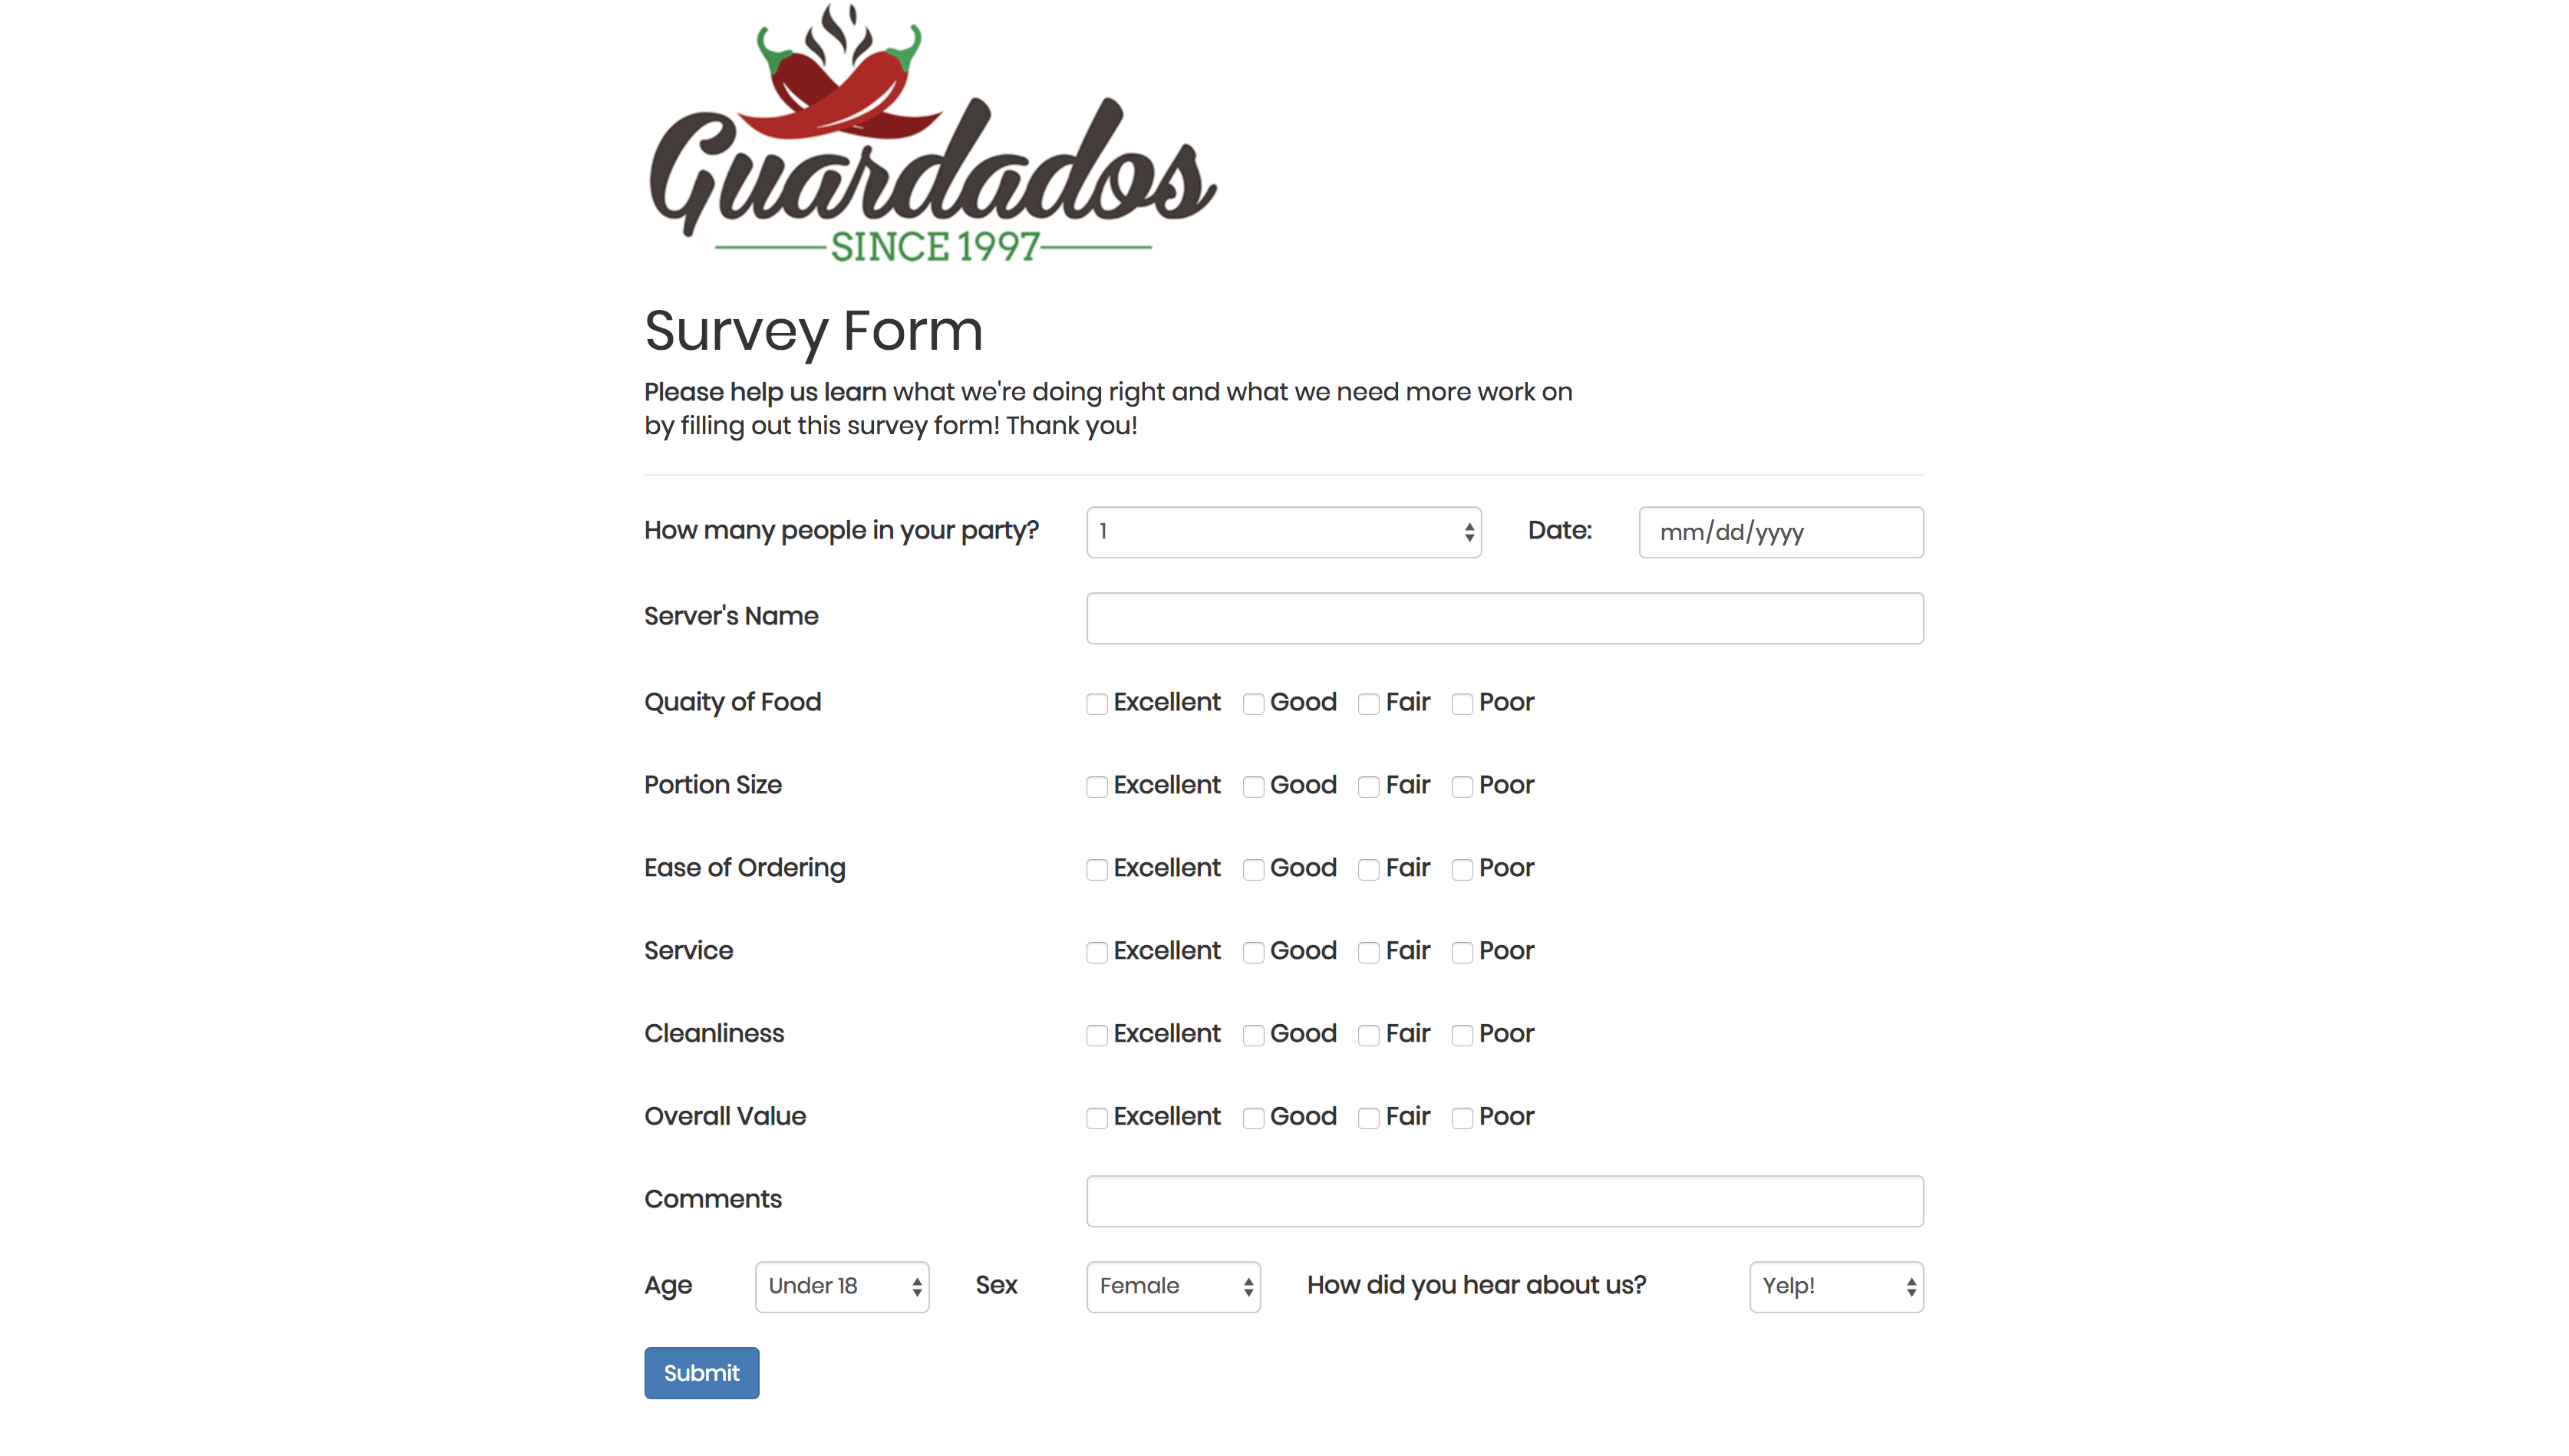 Guardados
SINCE 1997
Survey Form
Please help us learn what we're doing right and what we need more work on
by filling out this survey form! Thank you!
How many people in your party? 1 Date: mm/dd/yyyy
Server's Name
Quaity of Food Excellent Good Fair Poor
Portion Size Excellent Good Fair Poor
Ease of Ordering Excellent Good Fair Poor
Service Excellent Good Fair Poor
Cleanliness Excellent Good Fair Poor
Overall Value Excellent Good Fair Poor
Comments
Age Under 18 Sex Female How did you hear about us? Yelp!
Submit